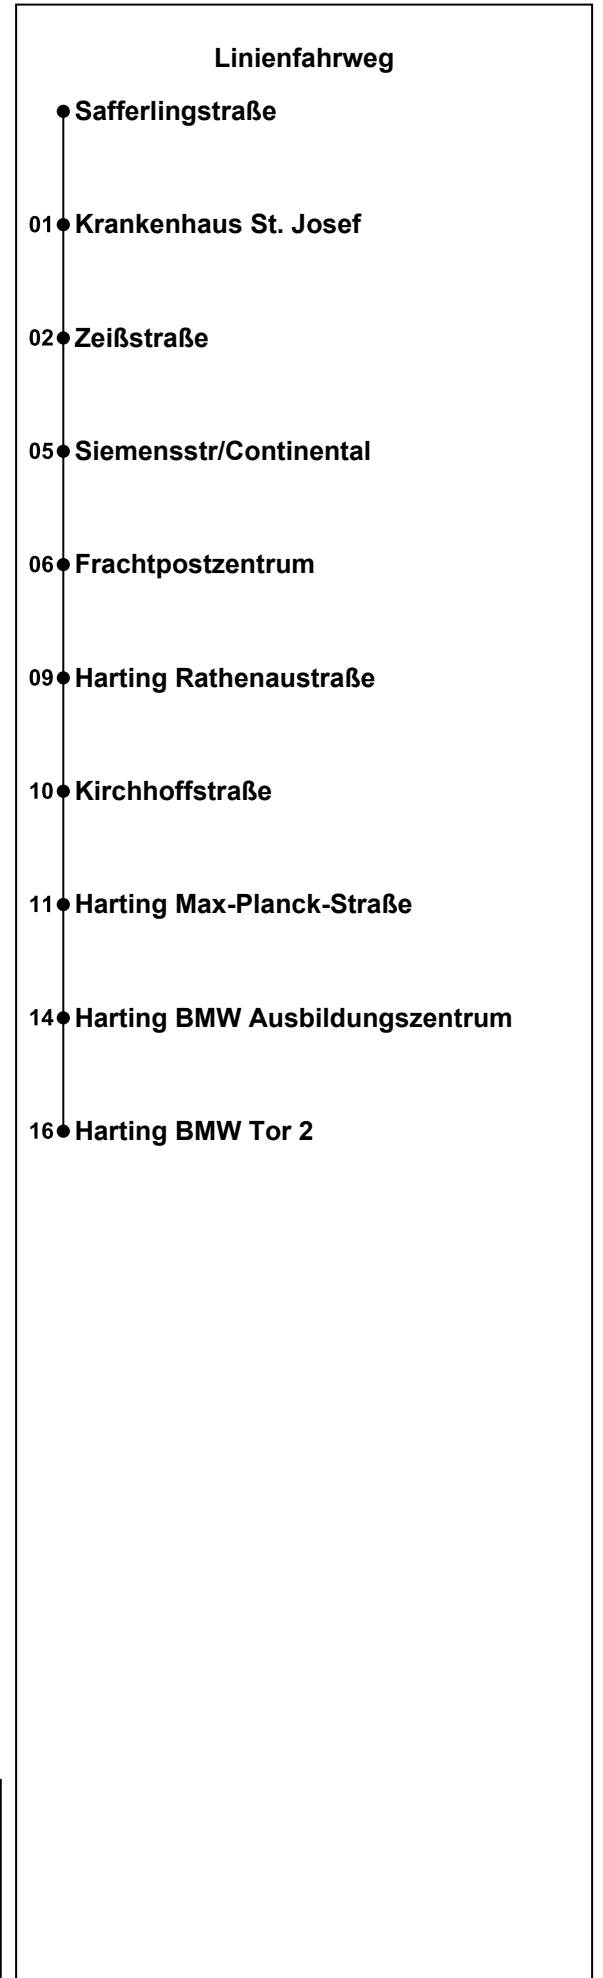 Linienfahrweg
Safferlingstraße
01 Krankenhaus St. Josef
02 Zeißstraße
05 Siemensstr/Continental
06 Frachtpostzentrum
09 Harting Rathenaustraße
10 Kirchhoffstraße
11 Harting Max-Planck-Straße
14 Harting BMW Ausbildungszentrum
16 Harting BMW Tor 2